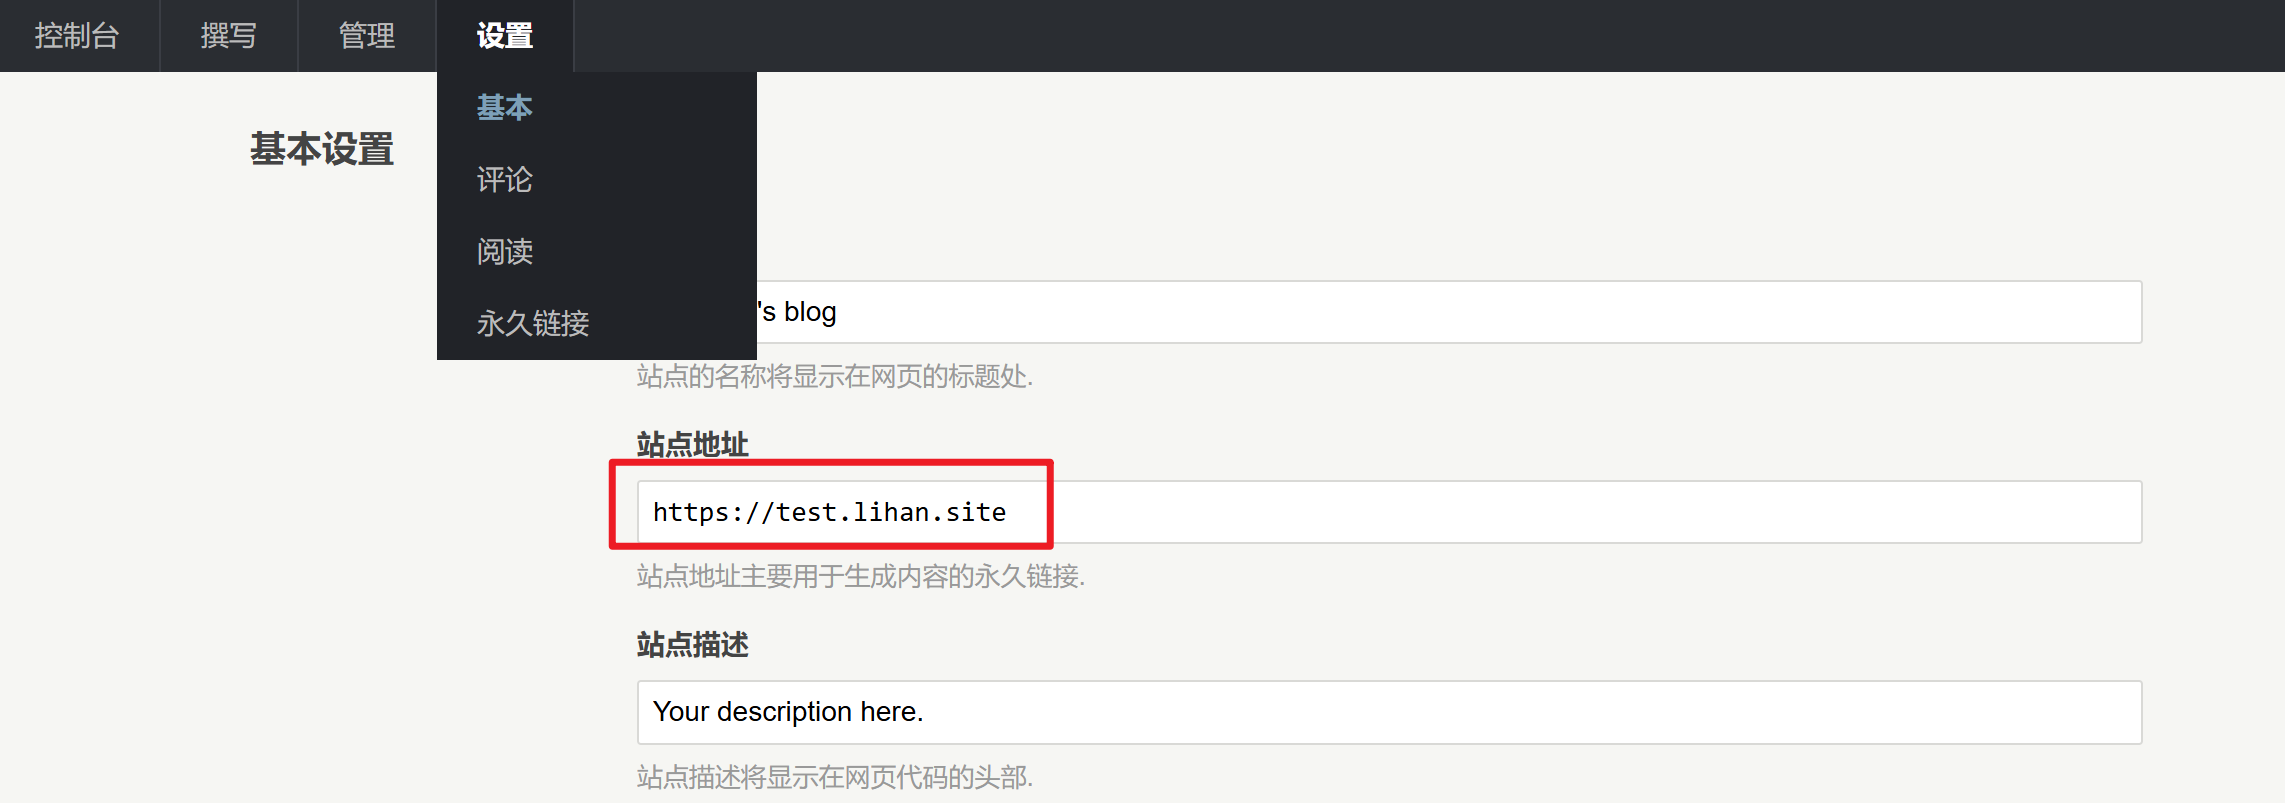 控制台 撰写 管理 设置
基本
基本设置
评论
阅读
永久链接
's blog
站点的名称将显示在网页的标题处.
站点地址
https://test.lihan.site
站点地址主要用于生成内容的永久链接.
站点描述
Your description here.
站点描述将显示在网页代码的头部.